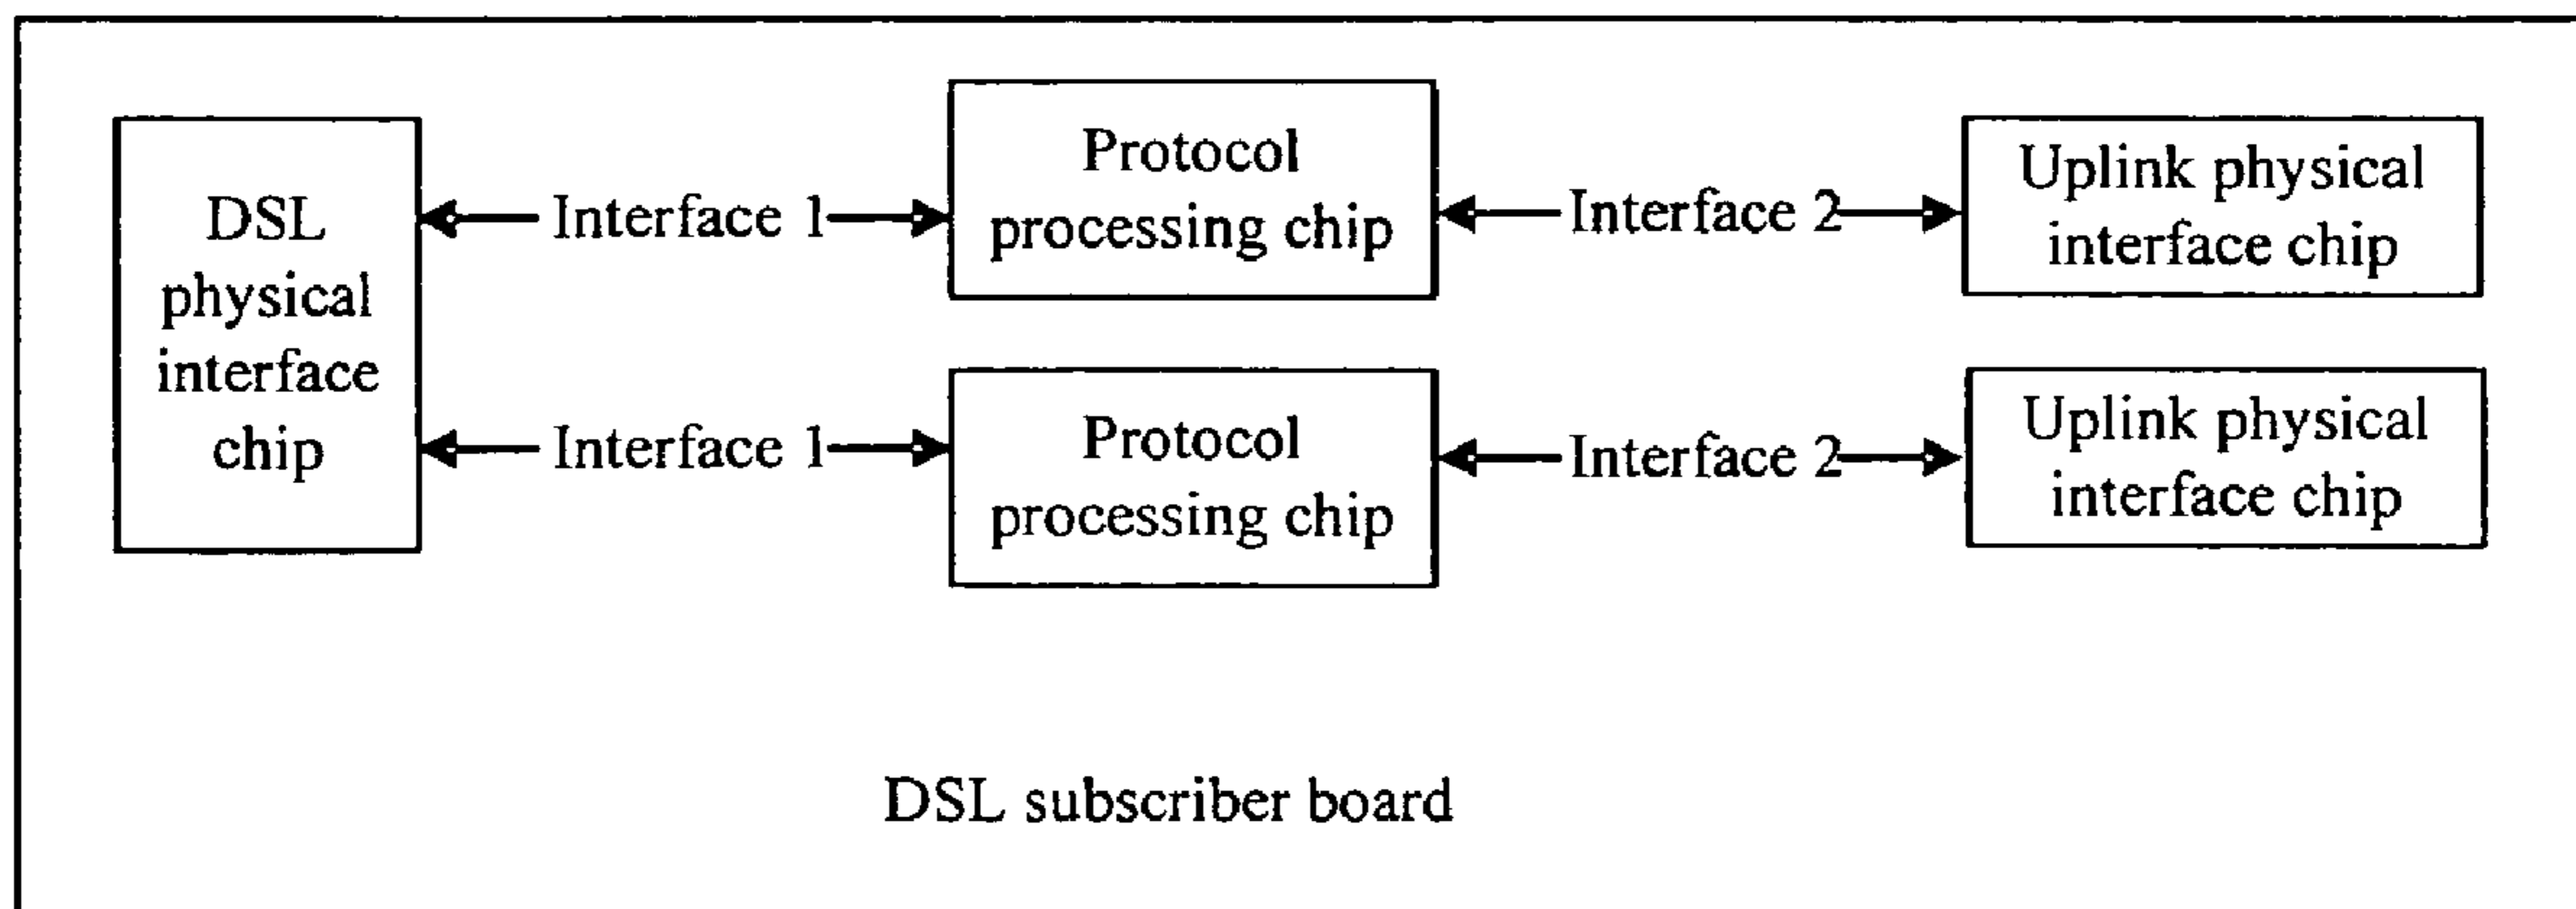 DSL
physical
interface
chip
Interface 1
Protocol
processing chip
Interface 2
Uplink physical
interface chip
Interface 1
Protocol
processing chip
Interface 2
Uplink physical
interface chip
DSL subscriber board